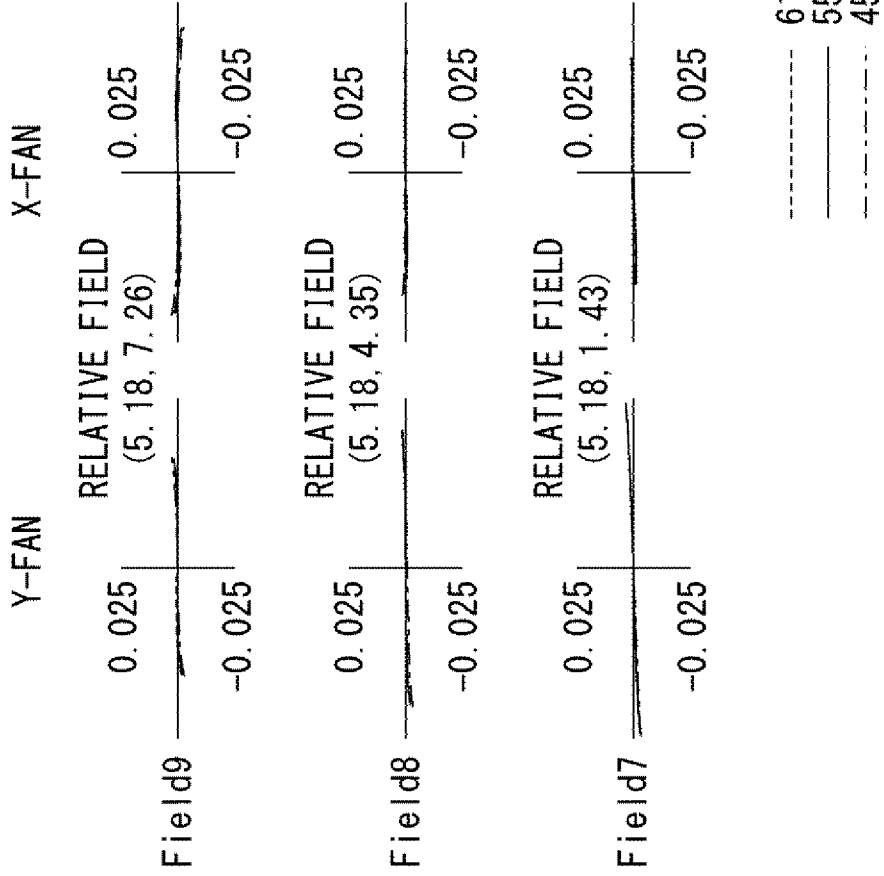 Y-FAN X-FAN
RELATIVE FIELD
(5.18, 7.26)
0.025 0.025
Field9
-0.025 -0.025
RELATIVE FIELD
(5.18, 4.35)
0.025 0.025
Field8
-0.025 -0.025
RELATIVE FIELD
(5.18, 1.43)
0.025 0.025
Field7
-0.025 -0.025